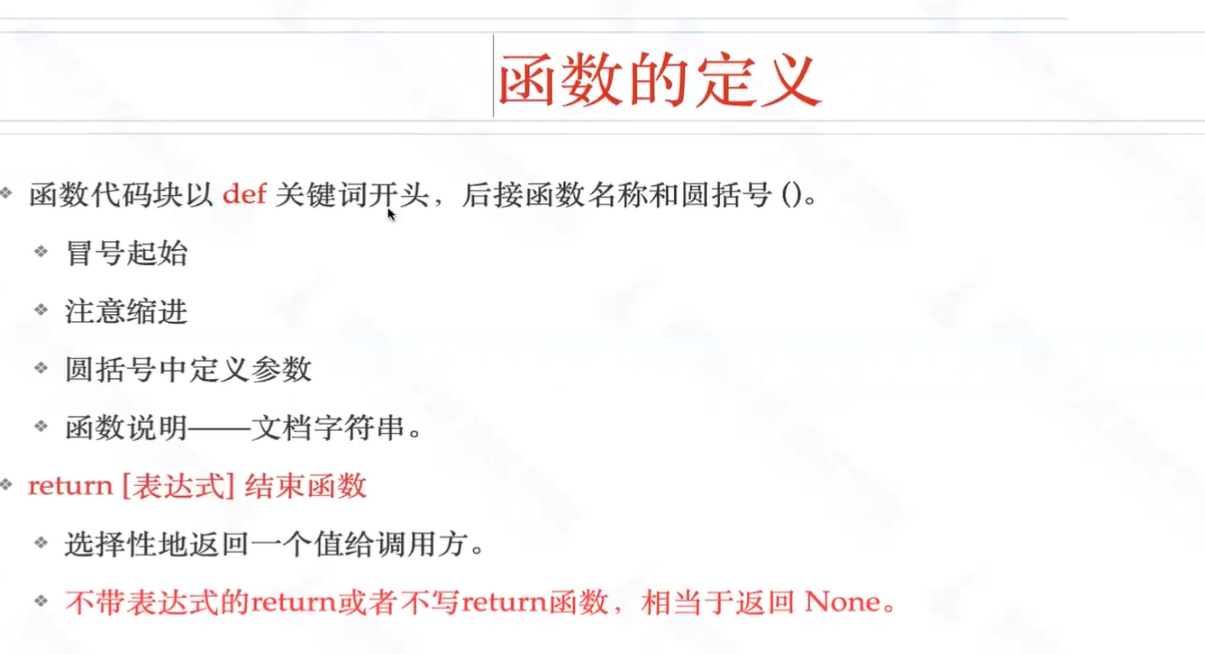 函数的定义
函数代码块以 def 关键词开头，后接函数名称和圆括号 ()。
冒号起始
注意缩进
圆括号中定义参数
函数说明——文档字符串。
return [表达式] 结束函数
选择性地返回一个值给调用方。
不带表达式的return或者不写return函数，相当于返回 None。